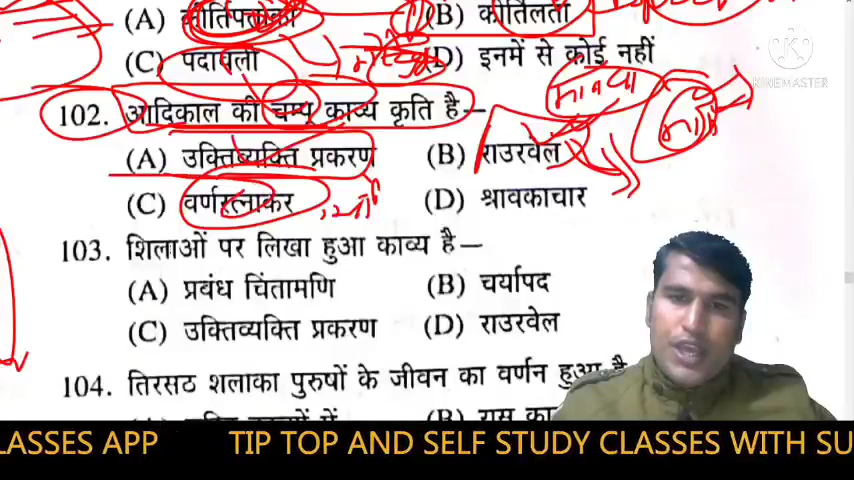 (A) कीर्तिपताका (B) कीर्तिलता
(C) पदावली (D) इनमें से कोई नहीं
KINEMASTER
102. आदिकाल की चम्पू काव्य कृति है–
(A) उक्तिव्यक्ति प्रकरण (B) राउरवेल
(C) वर्णरत्नाकर (D) श्रावकाचार
103. शिलाओं पर लिखा हुआ काव्य है–
(A) प्रबंध चिंतामणि (B) चर्यापद
(C) उक्तिव्यक्ति प्रकरण (D) राउरवेल
104. तिरसठ शलाका पुरुषों के जीवन का वर्णन हुआ है
LASSES APP TIP TOP AND SELF STUDY CLASSES WITH SU